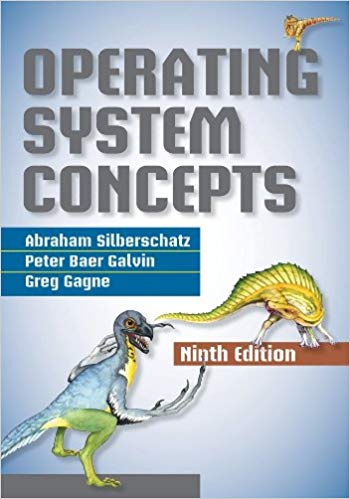 OPERATING
SYSTEM
CONCEPTS
Abraham Silberschatz
Peter Baer Galvin
Greg Gagne
Ninth Edition